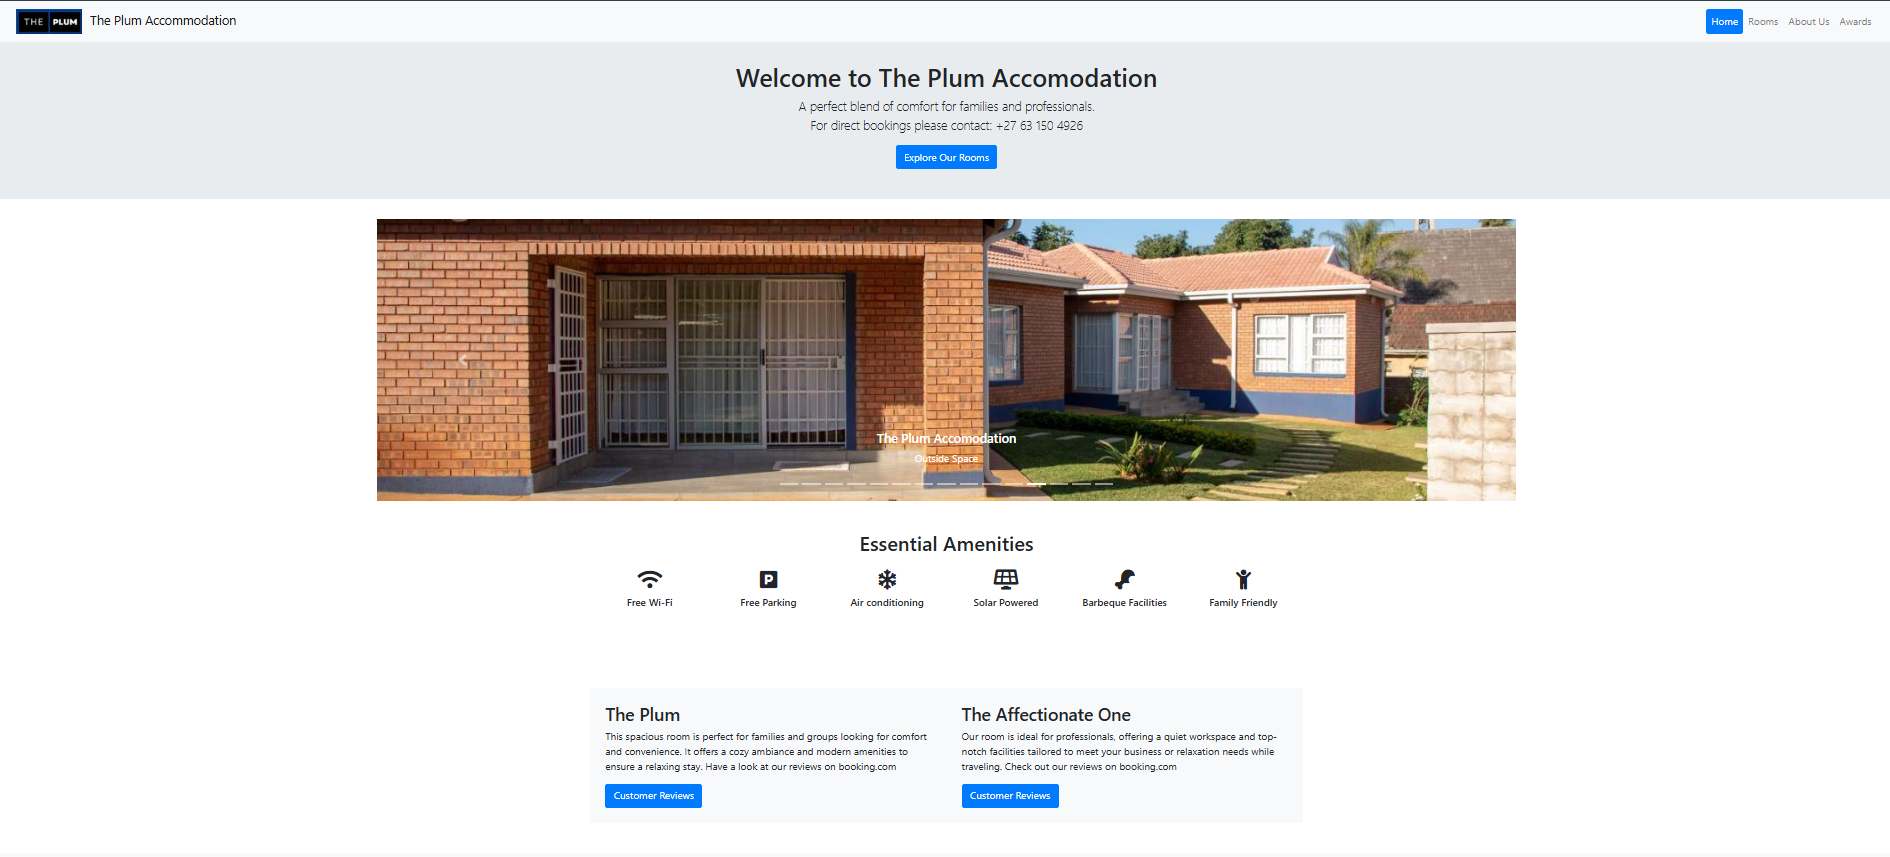 THE PLUM The Plum Accommodation
Home Rooms About Us Awards
Welcome to The Plum Accomodation
A perfect blend of comfort for families and professionals.
For direct bookings please contact: +27 63 150 4926
Explore Our Rooms
The Plum Accomodation
Outside Space
Essential Amenities
Free Wi-Fi
Free Parking
Air conditioning
Solar Powered
Barbeque Facilities
Family Friendly
The Plum
This spacious room is perfect for families and groups looking for comfort
and convenience. It offers a cozy ambiance and modern amenities to
ensure a relaxing stay. Have a look at our reviews on booking.com
Customer Reviews
The Affectionate One
Our room is ideal for professionals, offering a quiet workspace and top-
notch facilities tailored to meet your business or relaxation needs while
traveling. Check out our reviews on booking.com
Customer Reviews